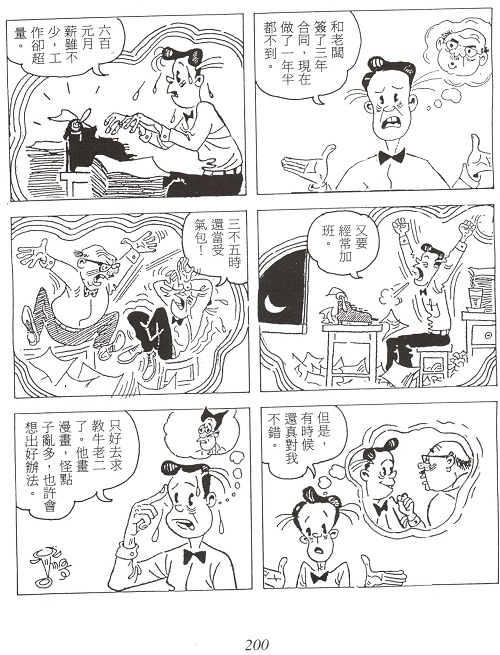 和老闆
簽了三年
合同，現在
做了一年半
都不到。
六百
元月
薪雖不
少，工
作卻超
量。
又要
經常加
班。
三不五時
還當受
氣包！
但是，
有時候
還真對我
不錯。
只好去求
教牛老二
了。他畫
漫畫，怪點
子亂多，也許會
想出好辦法。
200